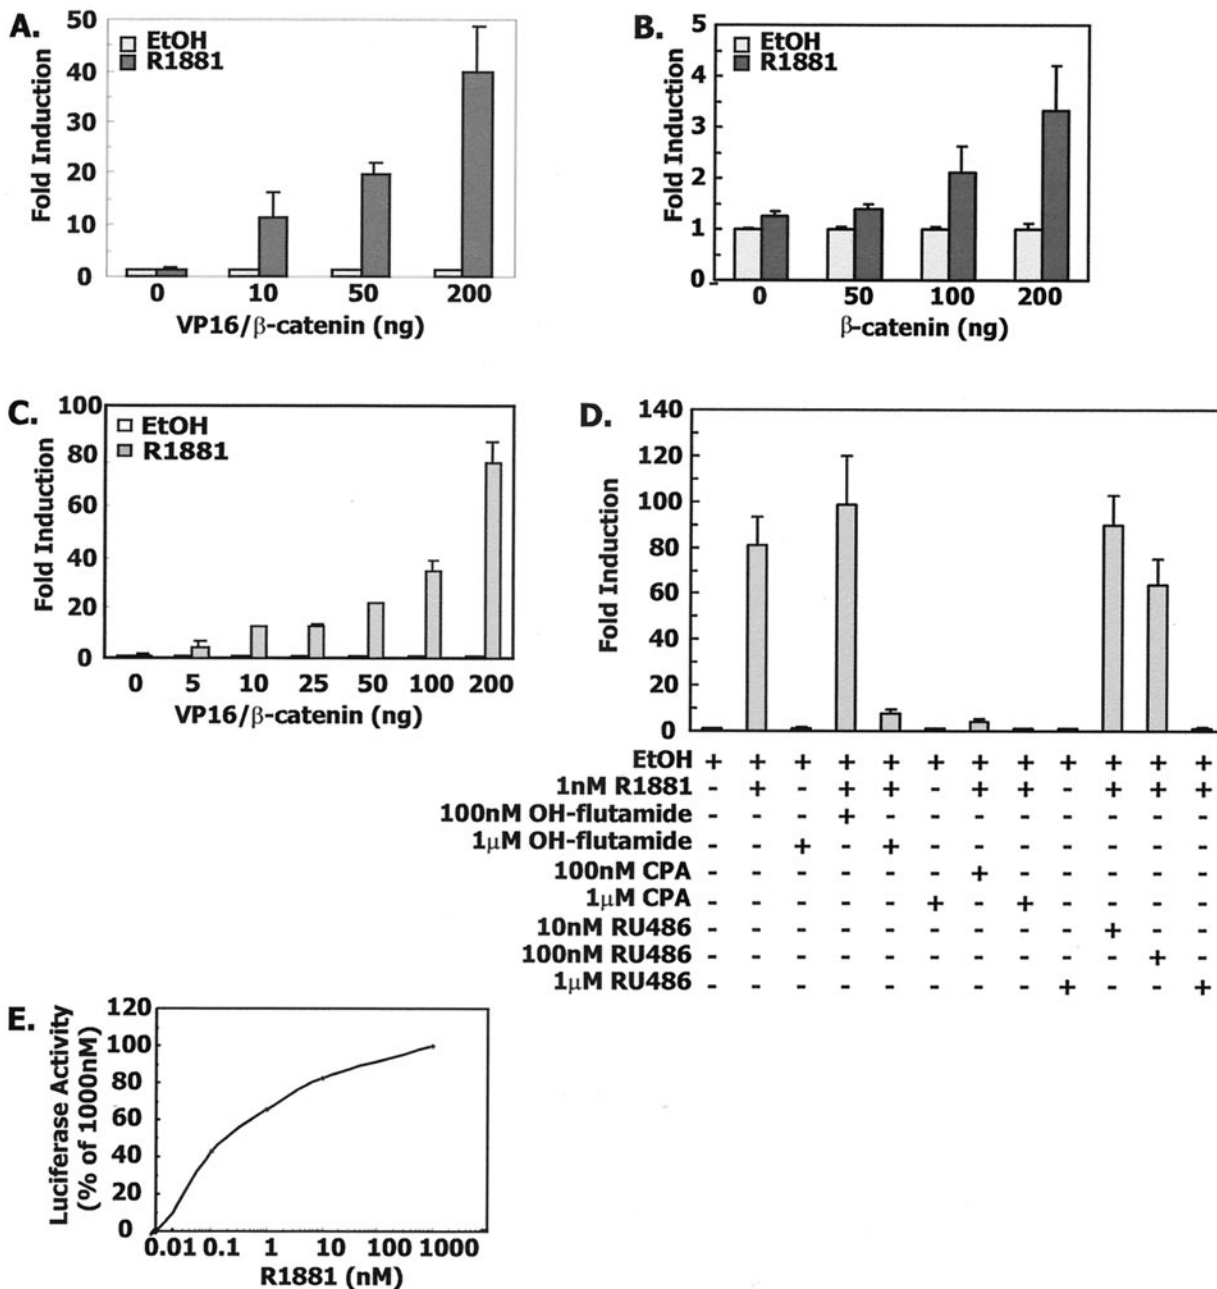 A.
Fold Induction
50
40
30
20
10
0
EtOH
R1881
0 10 50 200
VP16/β-catenin (ng)
B.
Fold Induction
5
4
3
2
1
0
EtOH
R1881
0 50 100 200
β-catenin (ng)
C.
Fold Induction
100
80
60
40
20
0
EtOH
R1881
0 5 10 25 50 100 200
VP16/β-catenin (ng)
D.
Fold Induction
140
120
100
80
60
40
20
0
EtOH + + + + + + + + + + + +
1nM R1881 - + - + + - + + - + + +
100nM OH-flutamide - - - + - - - - - - - -
1μM OH-flutamide - - + - + - - - - - - -
100nM CPA - - - - - - + - - - - -
1μM CPA - - - - - + - + - - - -
10nM RU486 - - - - - - - - - + - -
100nM RU486 - - - - - - - - - - + -
1μM RU486 - - - - - - - - + - - +
E.
Luciferase Activity
(% of 1000nM)
120
100
80
60
40
20
0
0.01 0.1 1 10 100 1000
R1881 (nM)